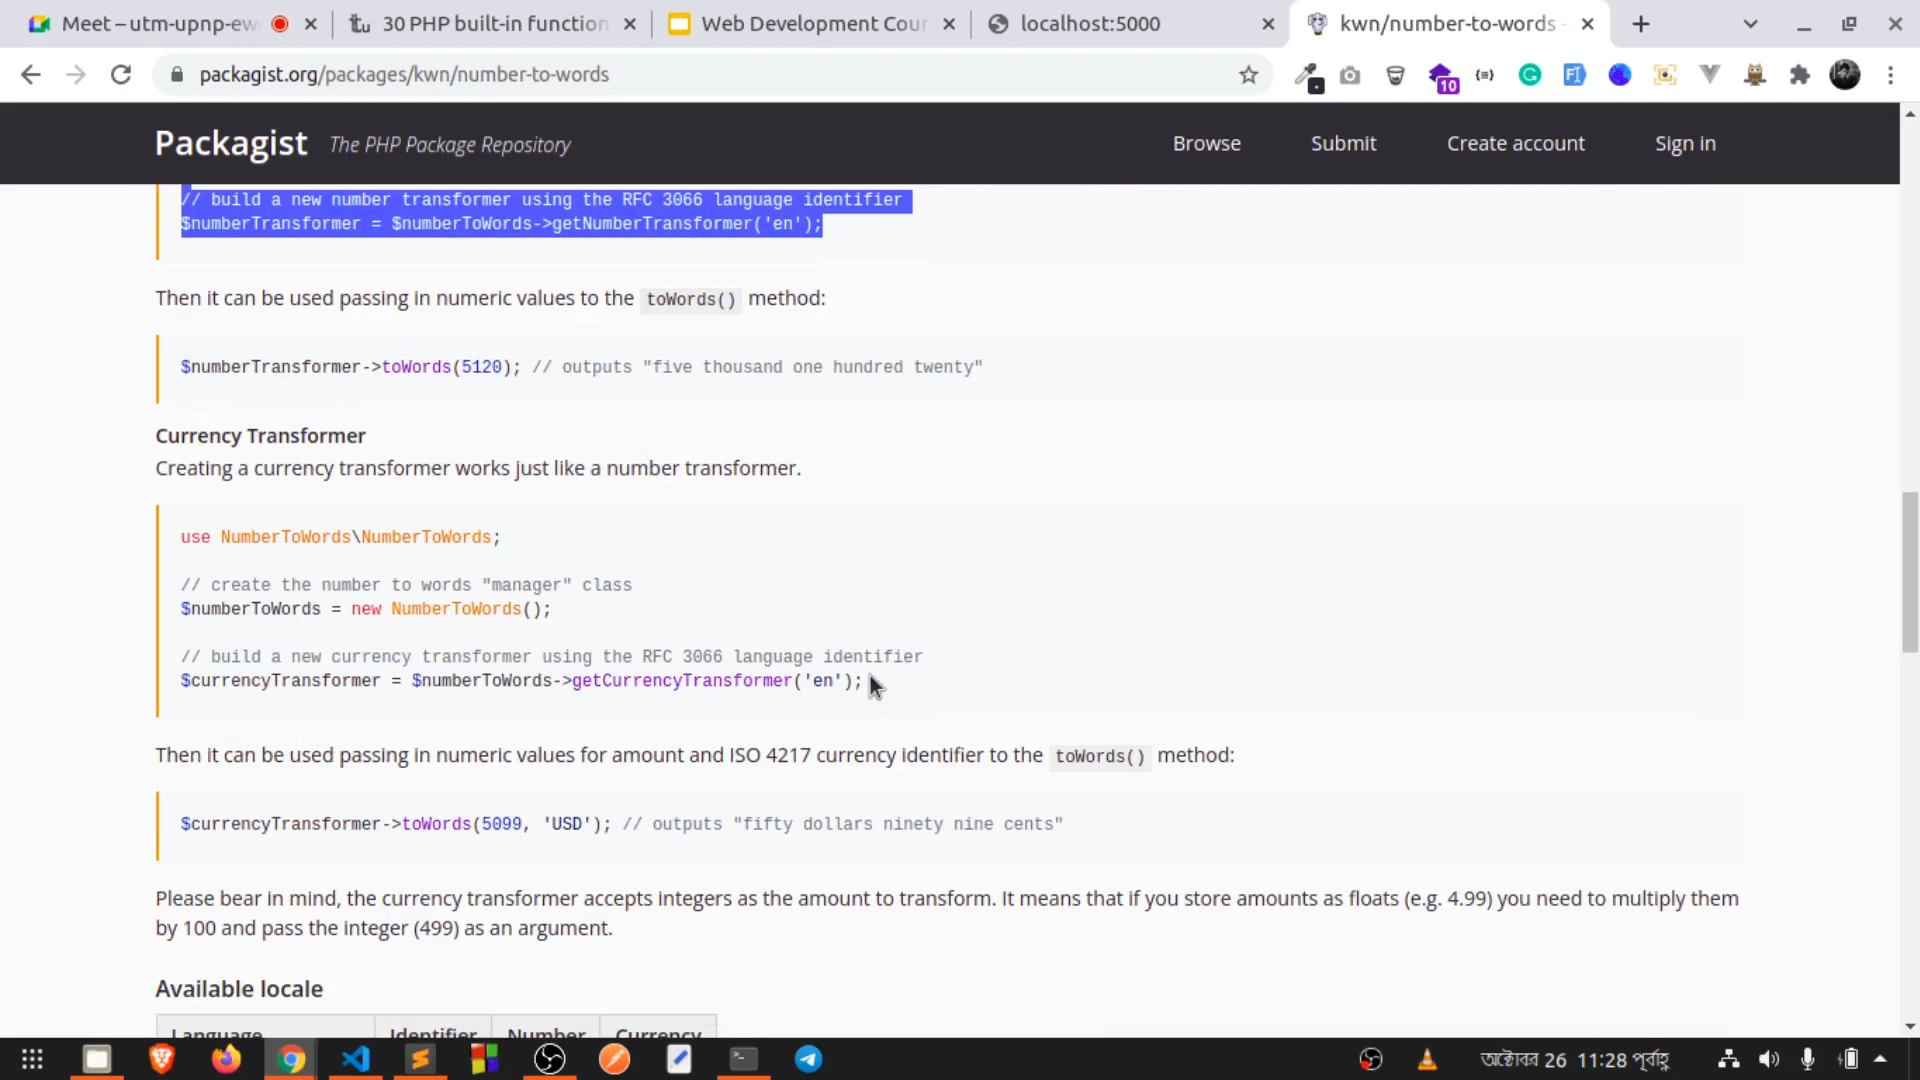 Meet – utm-upnp-ew
30 PHP built-in function
Web Development Cour
localhost:5000
kwn/number-to-words -
packagist.org/packages/kwn/number-to-words
10
Packagist
The PHP Package Repository
Browse
Submit
Create account
Sign in
// build a new number transformer using the RFC 3066 language identifier
$numberTransformer = $numberToWords->getNumberTransformer('en');
Then it can be used passing in numeric values to the toWords() method:
$numberTransformer->toWords(5120); // outputs "five thousand one hundred twenty"
Currency Transformer
Creating a currency transformer works just like a number transformer.
use NumberToWords\NumberToWords;
// create the number to words "manager" class
$numberToWords = new NumberToWords();
// build a new currency transformer using the RFC 3066 language identifier
$currencyTransformer = $numberToWords->getCurrencyTransformer('en');
Then it can be used passing in numeric values for amount and ISO 4217 currency identifier to the toWords() method:
$currencyTransformer->toWords(5099, 'USD'); // outputs "fifty dollars ninety nine cents"
Please bear in mind, the currency transformer accepts integers as the amount to transform. It means that if you store amounts as floats (e.g. 4.99) you need to multiply them
by 100 and pass the integer (499) as an argument.
Available locale
Language
Identifier
Number
Currency
অক্টোবর 26 11:28 পূর্বাহ্ণ